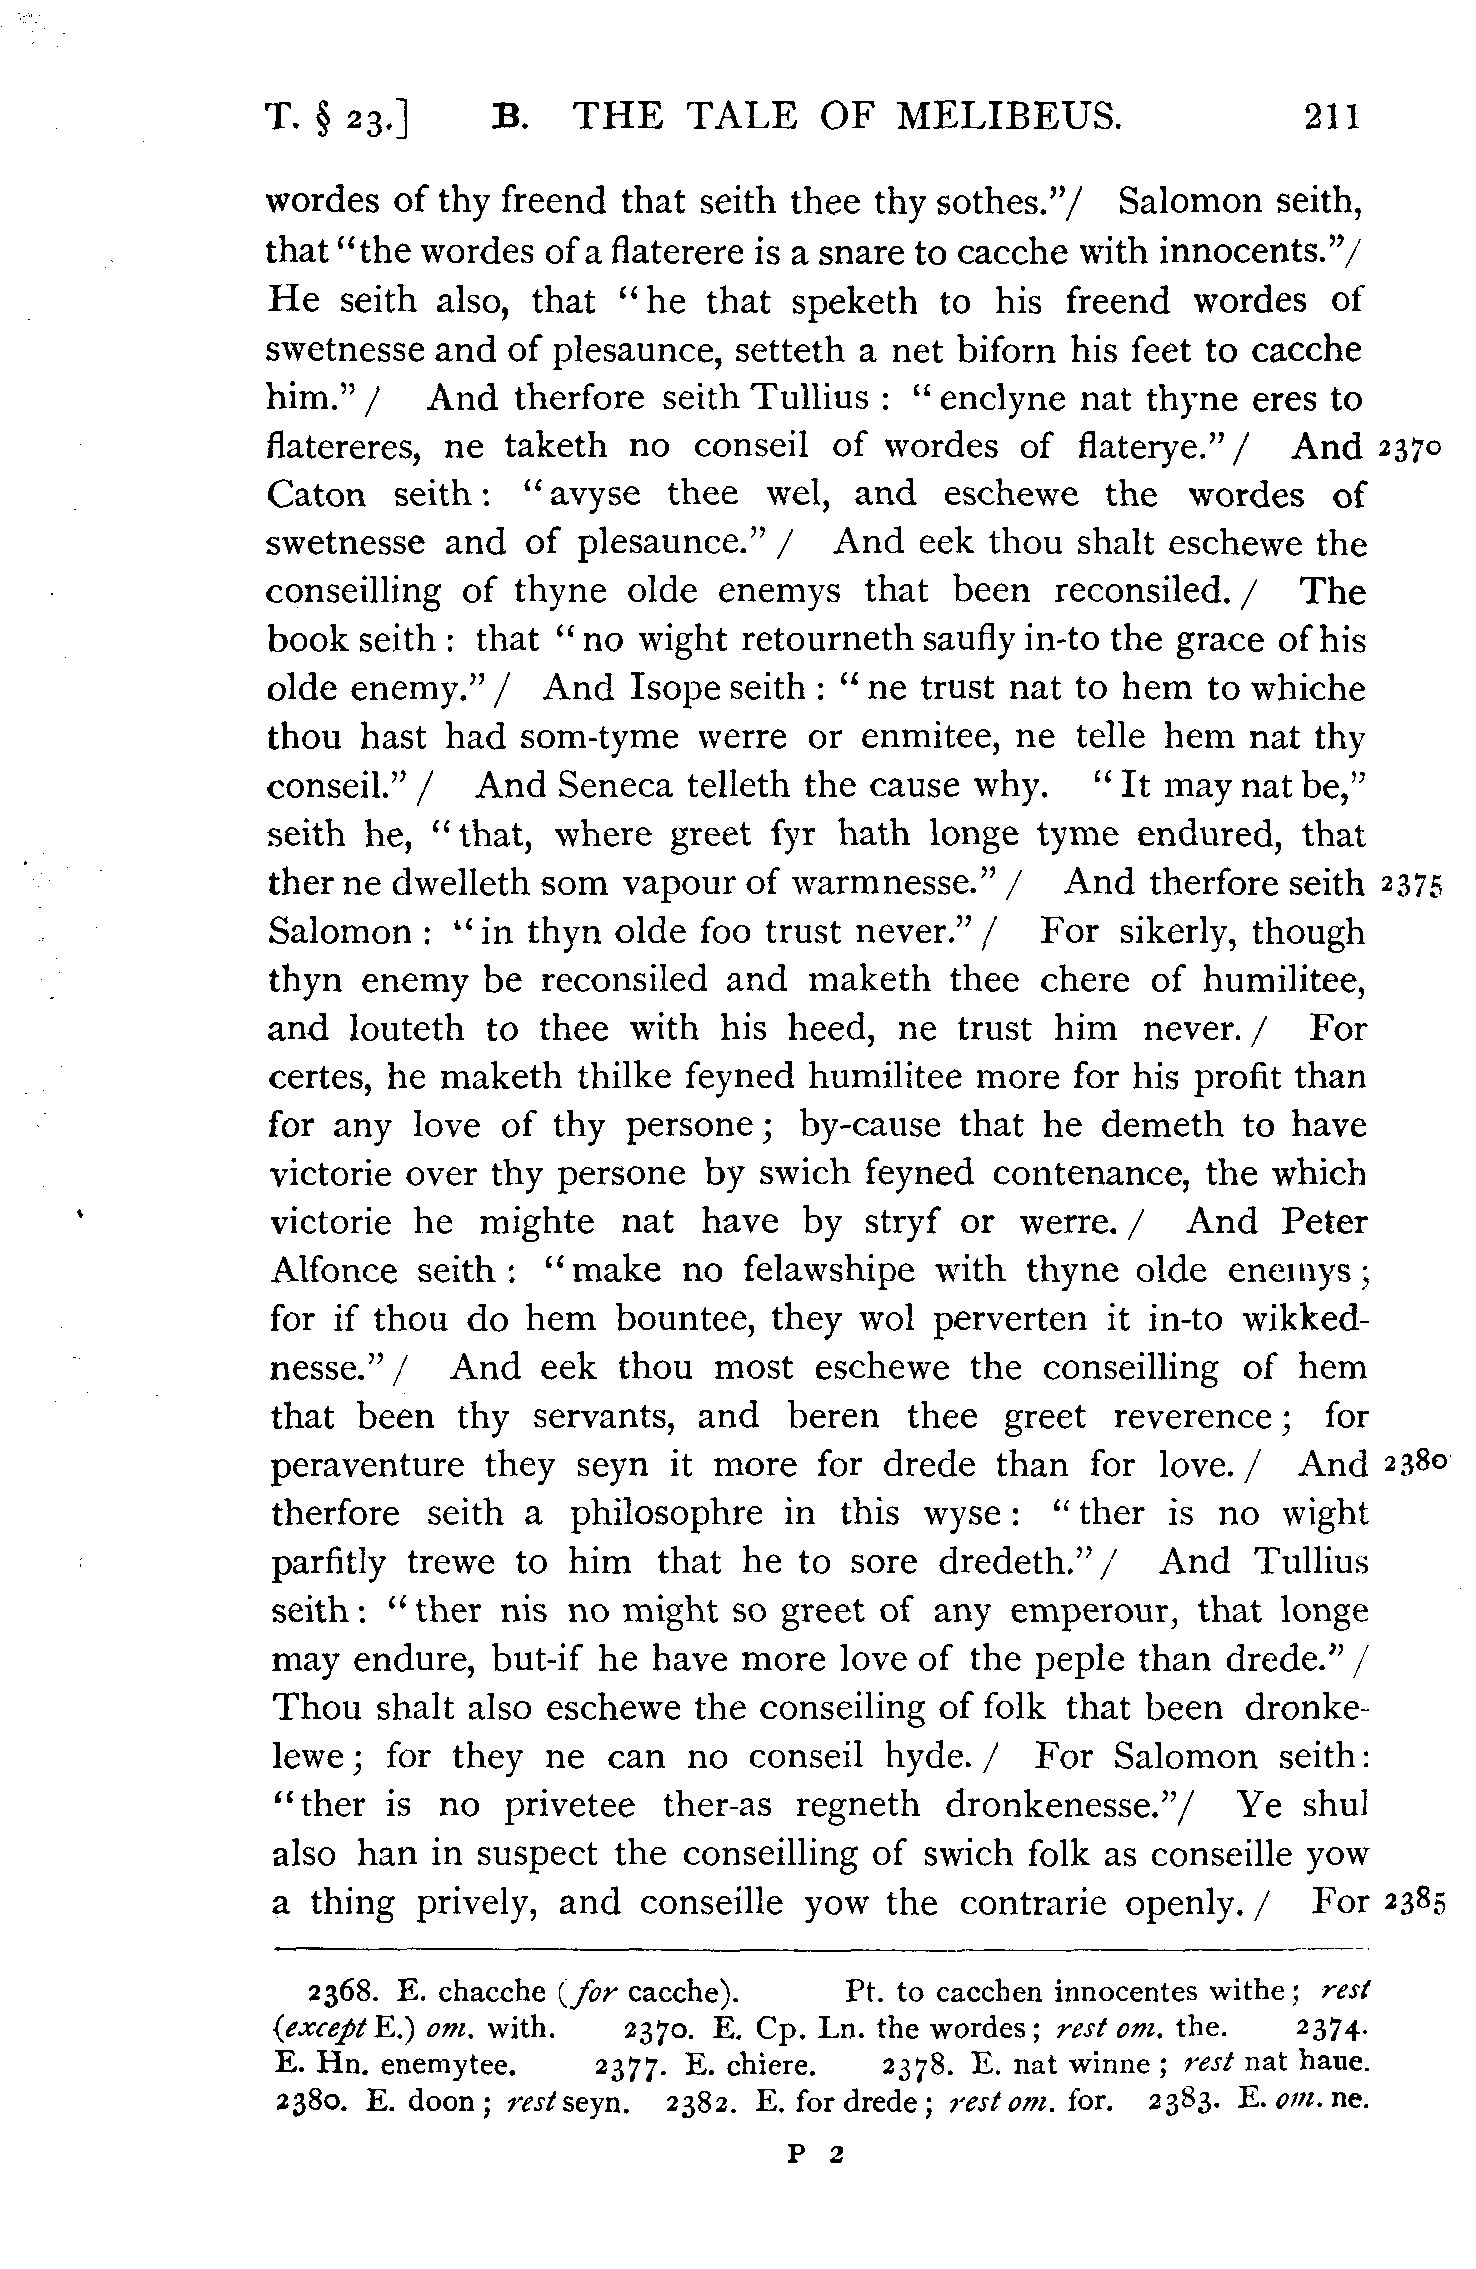 T. § 23.] B. THE TALE OF MELIBEUS. 211
wordes of thy freend that seith thee thy sothes.”/ Salomon seith,
that “the wordes of a flaterere is a snare to cacche with innocents.”/
He seith also, that “he that speketh to his freend wordes of
swetnesse and of plesaunce, setteth a net biforn his feet to cacche
him.” / And therfore seith Tullius : “enclyne nat thyne eres to
flatereres, ne taketh no conseil of wordes of flaterye.” / And 2370
Caton seith : “avyse thee wel, and eschewe the wordes of
swetnesse and of plesaunce.” / And eek thou shalt eschewe the
conseilling of thyne olde enemys that been reconsiled. / The
book seith : that “no wight retourneth saufly in-to the grace of his
olde enemy.” / And Isope seith : “ne trust nat to hem to whiche
thou hast had som-tyme werre or enmitee, ne telle hem nat thy
conseil.” / And Seneca telleth the cause why. “It may nat be,”
seith he, “that, where greet fyr hath longe tyme endured, that
ther ne dwelleth som vapour of warmnesse.” / And therfore seith 2375
Salomon : “in thyn olde foo trust never.” / For sikerly, though
thyn enemy be reconsiled and maketh thee chere of humilitee,
and louteth to thee with his heed, ne trust him never. / For
certes, he maketh thilke feyned humilitee more for his profit than
for any love of thy persone ; by-cause that he demeth to have
victorie over thy persone by swich feyned contenance, the which
victorie he mighte nat have by stryf or werre. / And Peter
Alfonce seith : “make no felawshipe with thyne olde enemys ;
for if thou do hem bountee, they wol perverten it in-to wikked-
nesse.” / And eek thou most eschewe the conseilling of hem
that been thy servants, and beren thee greet reverence ; for
peraventure they seyn it more for drede than for love. / And 2380
therfore seith a philosophre in this wyse : “ther is no wight
parfitly trewe to him that he to sore dredeth.” / And Tullius
seith : “ther nis no might so greet of any emperour, that longe
may endure, but-if he have more love of the peple than drede.” /
Thou shalt also eschewe the conseiling of folk that been dronke-
lewe ; for they ne can no conseil hyde. / For Salomon seith :
“ther is no privetee ther-as regneth dronkenesse.”/ Ye shul
also han in suspect the conseilling of swich folk as conseille yow
a thing prively, and conseille yow the contrarie openly. / For 2385
2368. E. chacche (for cacche). Pt. to cacchen innocentes withe ; rest
(except E.) om. with. 2370. E. Cp. Ln. the wordes ; rest om. the. 2374.
E. Hn. enemytee. 2377. E. chiere. 2378. E. nat winne ; rest nat haue.
2380. E. doon ; rest seyn. 2382. E. for drede ; rest om. for. 2383. E. om. ne.
P 2